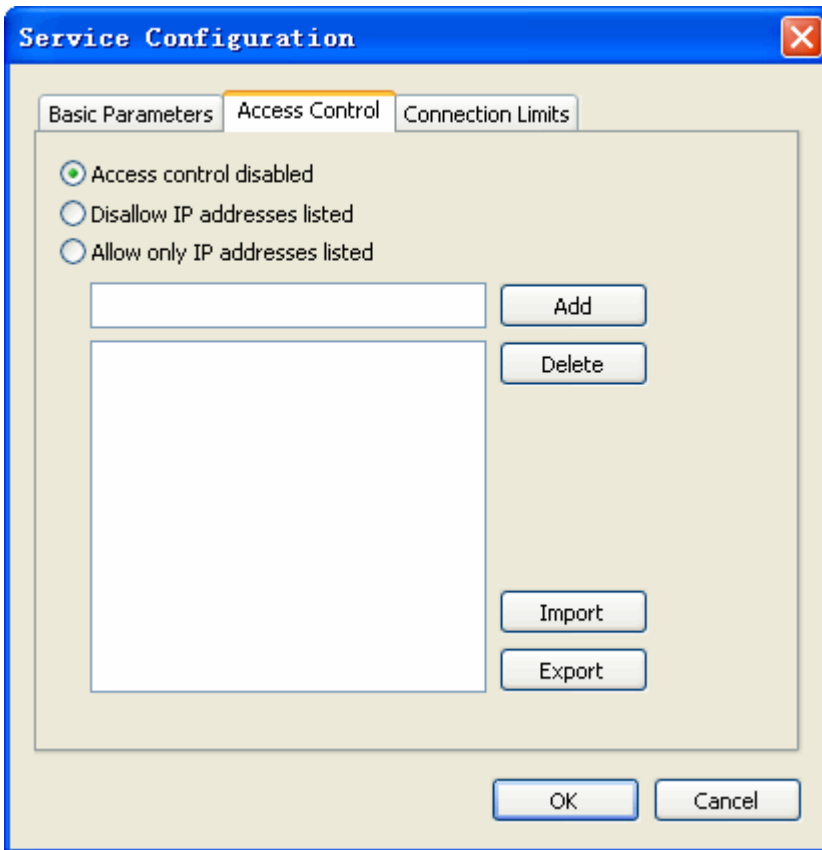 Service Configuration
Basic Parameters
Access Control
Connection Limits
Access control disabled
Disallow IP addresses listed
Allow only IP addresses listed
Add
Delete
Import
Export
OK
Cancel